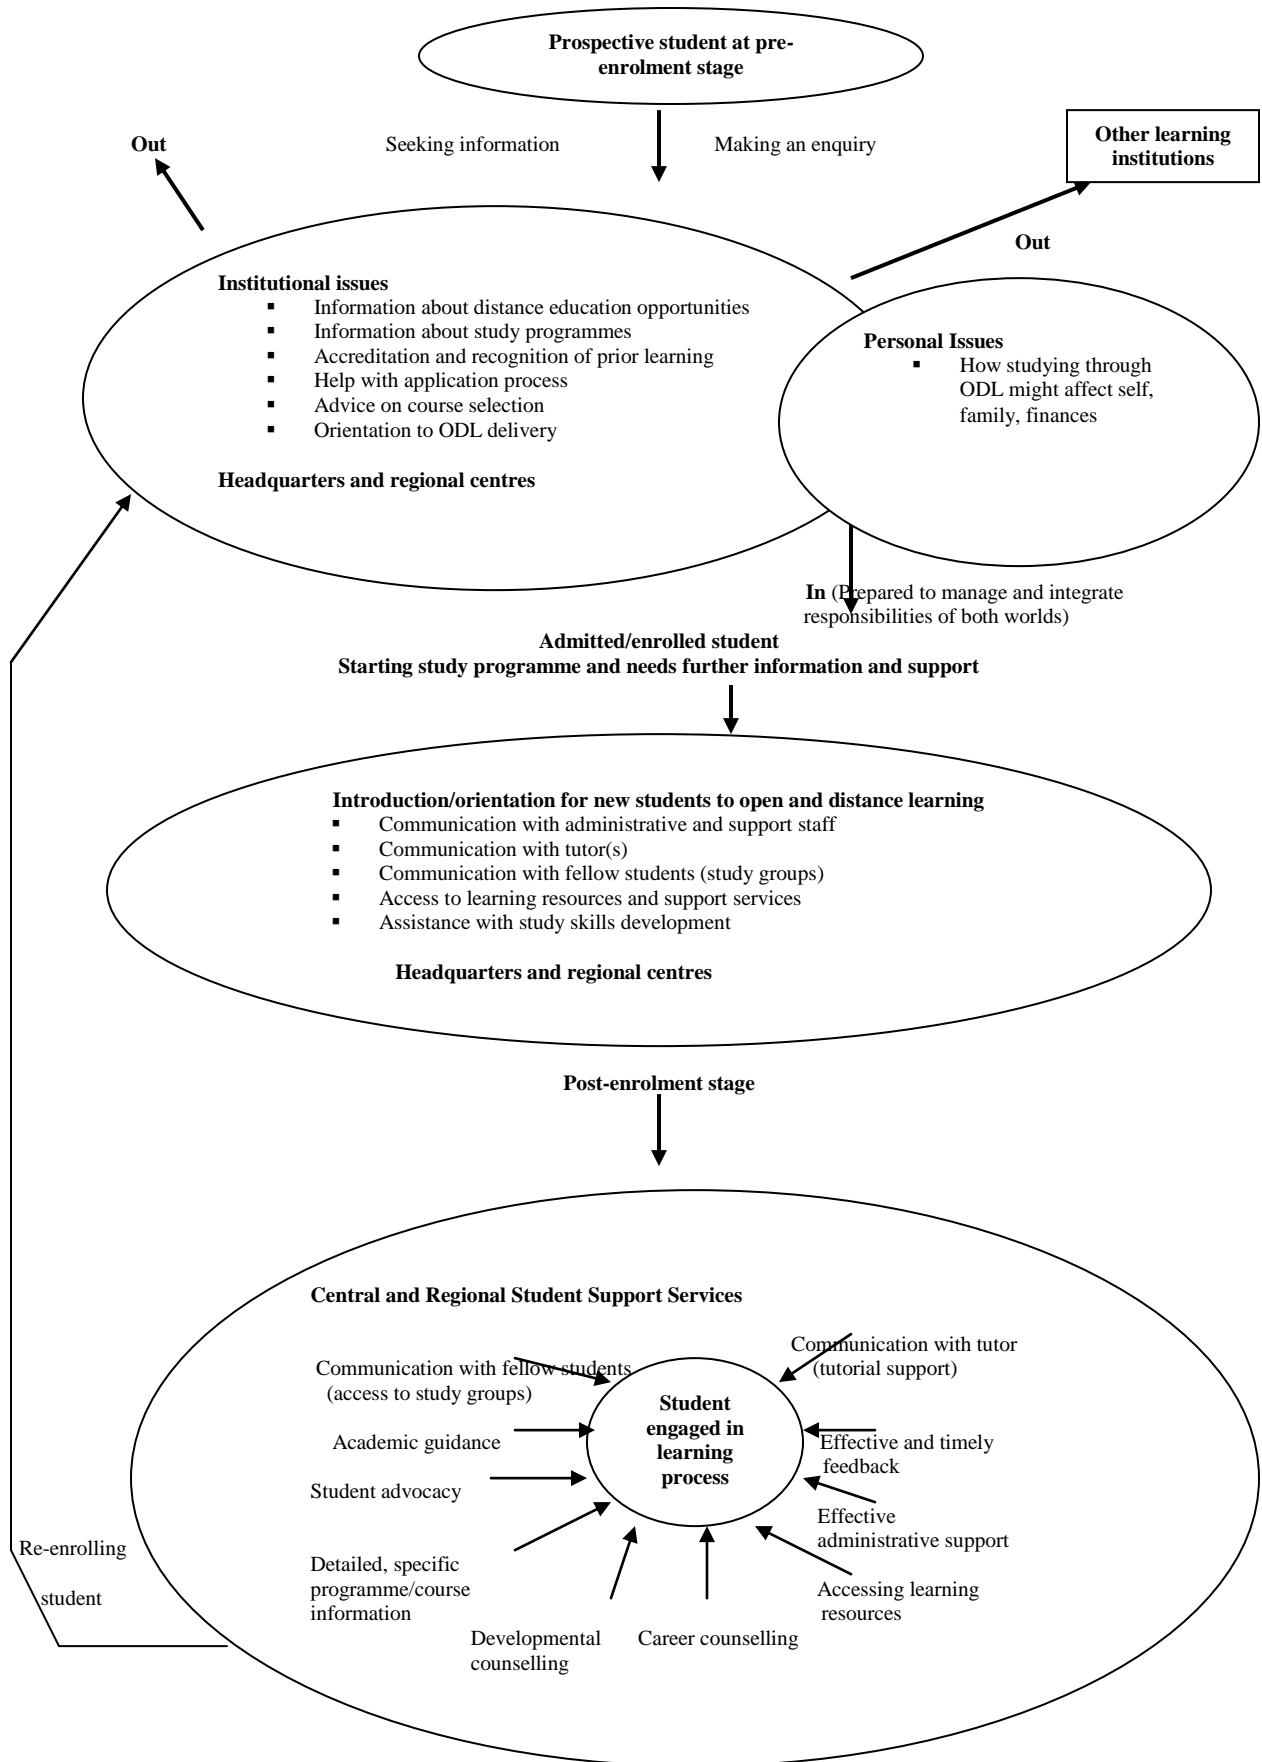 Prospective student at pre-
enrolment stage
Out
Seeking information
Making an enquiry
Other learning
institutions
Out
Institutional issues
▪ Information about distance education opportunities
▪ Information about study programmes
▪ Accreditation and recognition of prior learning
▪ Help with application process
▪ Advice on course selection
▪ Orientation to ODL delivery
Headquarters and regional centres
Personal Issues
▪ How studying through
ODL might affect self,
family, finances
In (Prepared to manage and integrate
responsibilities of both worlds)
Admitted/enrolled student
Starting study programme and needs further information and support
Introduction/orientation for new students to open and distance learning
▪ Communication with administrative and support staff
▪ Communication with tutor(s)
▪ Communication with fellow students (study groups)
▪ Access to learning resources and support services
▪ Assistance with study skills development
Headquarters and regional centres
Post-enrolment stage
Central and Regional Student Support Services
Communication with fellow students
(access to study groups)
Academic guidance
Student advocacy
Detailed, specific
programme/course
information
Developmental
counselling
Career counselling
Student
engaged in
learning
process
Communication with tutor
(tutorial support)
Effective and timely
feedback
Effective
administrative support
Accessing learning
resources
Re-enrolling
student